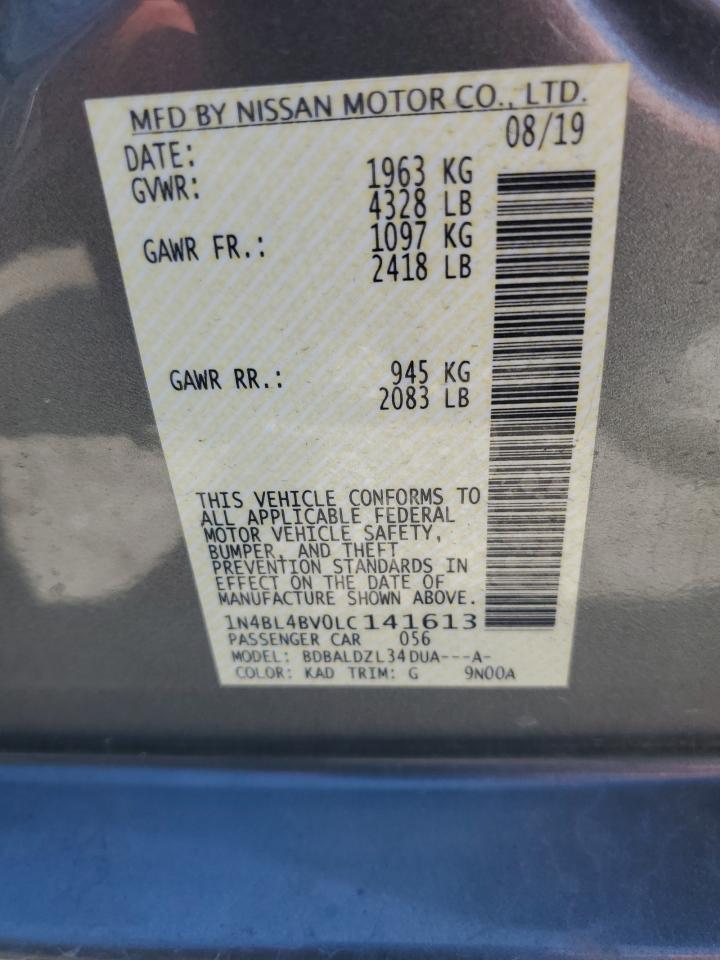 MFD BY NISSAN MOTOR CO., LTD.
DATE: 08/19
GVWR: 1963 KG
4328 LB
GAWR FR.: 1097 KG
2418 LB
GAWR RR.: 945 KG
2083 LB
THIS VEHICLE CONFORMS TO
ALL APPLICABLE FEDERAL
MOTOR VEHICLE SAFETY,
BUMPER, AND THEFT
PREVENTION STANDARDS IN
EFFECT ON THE DATE OF
MANUFACTURE SHOWN ABOVE.
1N4BL4BV0LC141613
PASSENGER CAR 056
MODEL: BDBALDZL34DUA---A-
COLOR: KAD TRIM: G 9N00A